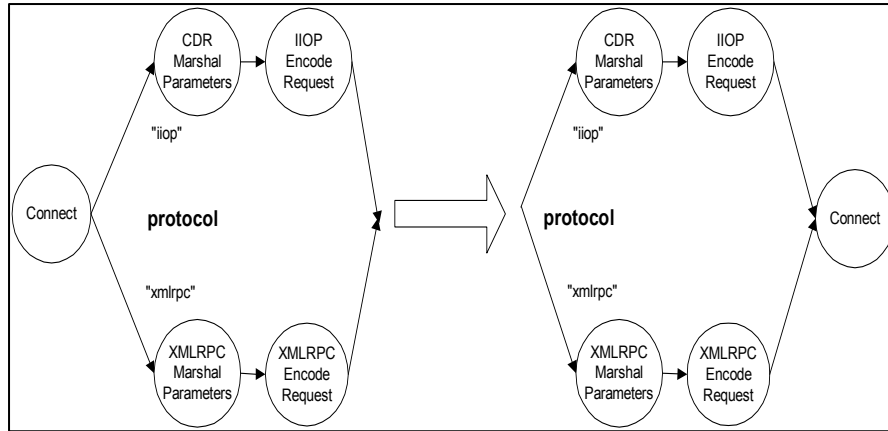 CDR
Marshal
Parameters
IIOP
Encode
Request
"iiop"
Connect
protocol
"xmlrpc"
XMLRPC
Marshal
Parameters
XMLRPC
Encode
Request
CDR
Marshal
Parameters
IIOP
Encode
Request
"iiop"
protocol
Connect
"xmlrpc"
XMLRPC
Marshal
Parameters
XMLRPC
Encode
Request